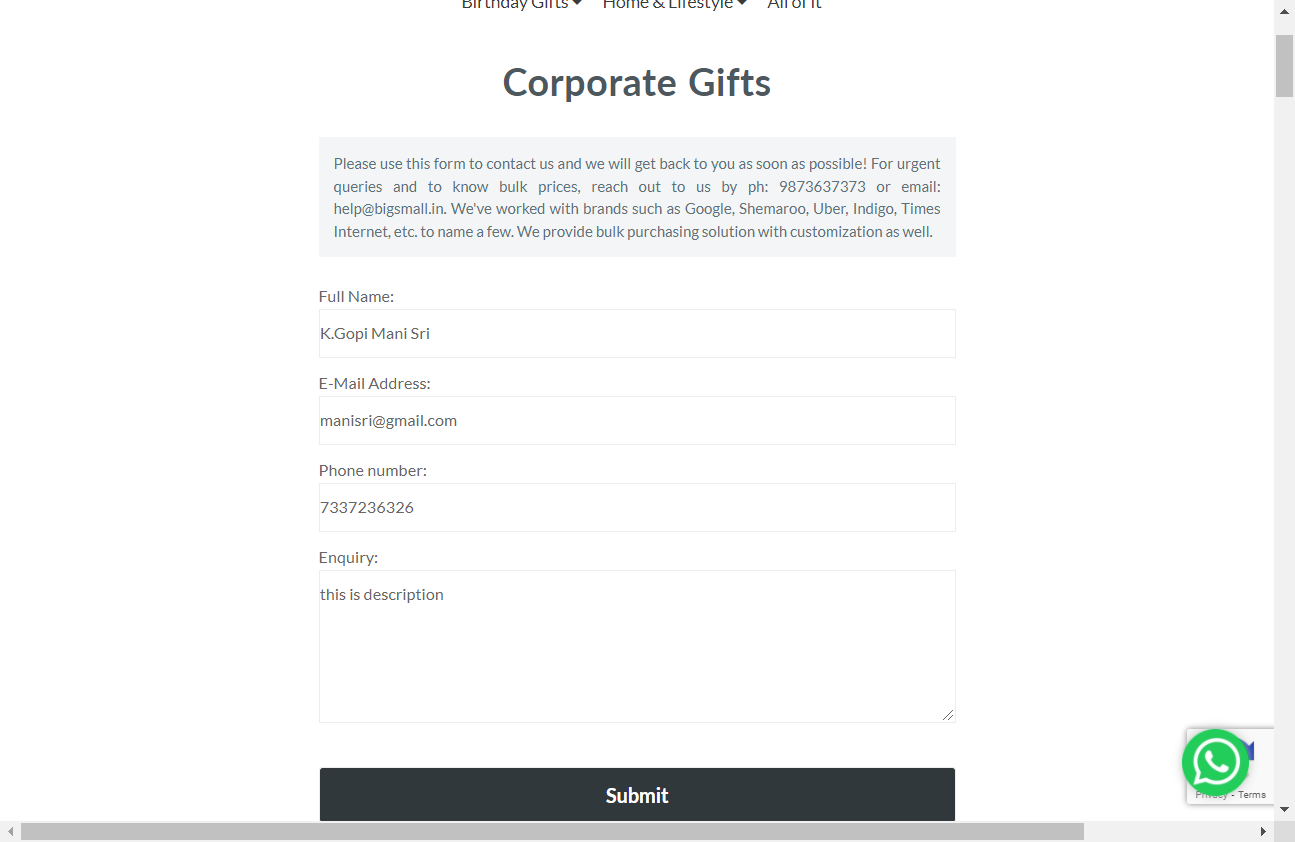 Birthday Gifts Home & Lifestyle All of It
Corporate Gifts
Please use this form to contact us and we will get back to you as soon as possible! For urgent
queries and to know bulk prices, reach out to us by ph: 9873637373 or email:
help@bigsmall.in. We've worked with brands such as Google, Shemaroo, Uber, Indigo, Times
Internet, etc. to name a few. We provide bulk purchasing solution with customization as well.
Full Name:
K.Gopi Mani Sri
E-Mail Address:
manisri@gmail.com
Phone number:
7337236326
Enquiry:
this is description
Submit
Privacy - Terms